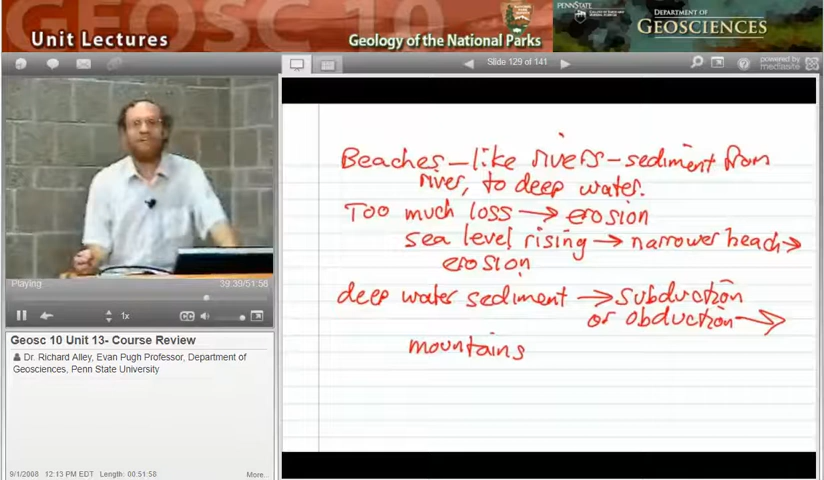 GEOSC 10
Unit Lectures
Geology of the National Parks
PENNSTATE
DEPARTMENT OF
GEOSCIENCES
Slide 129 of 141
powered by
mediasite
Beaches – like rivers – sediment from
river, to deep water.
Too much loss → erosion
sea level rising → narrower beach →
erosion
deep water sediment → subduction
or obduction →
mountains
Playing
39:39/51:58
1x
CC
Geosc 10 Unit 13- Course Review
Dr. Richard Alley, Evan Pugh Professor, Department of
Geosciences, Penn State University
9/1/2008 12:13 PM EDT Length: 00:51:58
More...